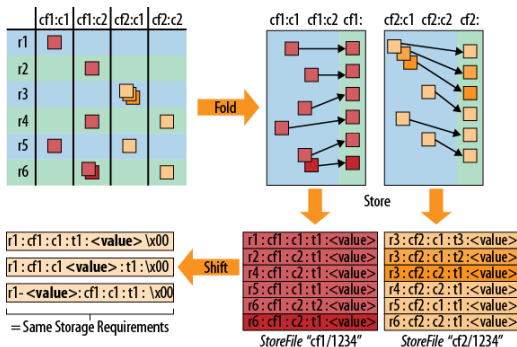 cf1:c1 cf1:c2 cf2:c1 cf2:c2
r1
r2
r3
r4
r5
r6
Fold
cf1:c1 cf1:c2 cf1:
cf2:c1 cf2:c2 cf2:
Store
r1 : cf1 : c1 : t1 : <value>
r2 : cf1 : c2 : t1 : <value>
r4 : cf1 : c2 : t1 : <value>
r5 : cf1 : c1 : t1 : <value>
r6 : cf1 : c2 : t1 : <value>
r6 : cf1 : c2 : t1 : <value>
StoreFile "cf1/1234"
r3 : cf2 : c1 : t3 : <value>
r3 : cf2 : c1 : t2 : <value>
r3 : cf2 : c2 : t1 : <value>
r4 : cf2 : c2 : t1 : <value>
r5 : cf2 : c1 : t1 : <value>
r6 : cf2 : c2 : t1 : <value>
StoreFile "cf2/1234"
Shift
r1 : cf1 : c1 : t1 : <value> \x00
r1 : cf1 : c1 <value> : t1 : \x00
r1- <value> : cf1 : c1 : t1 : \x00
= Same Storage Requirements